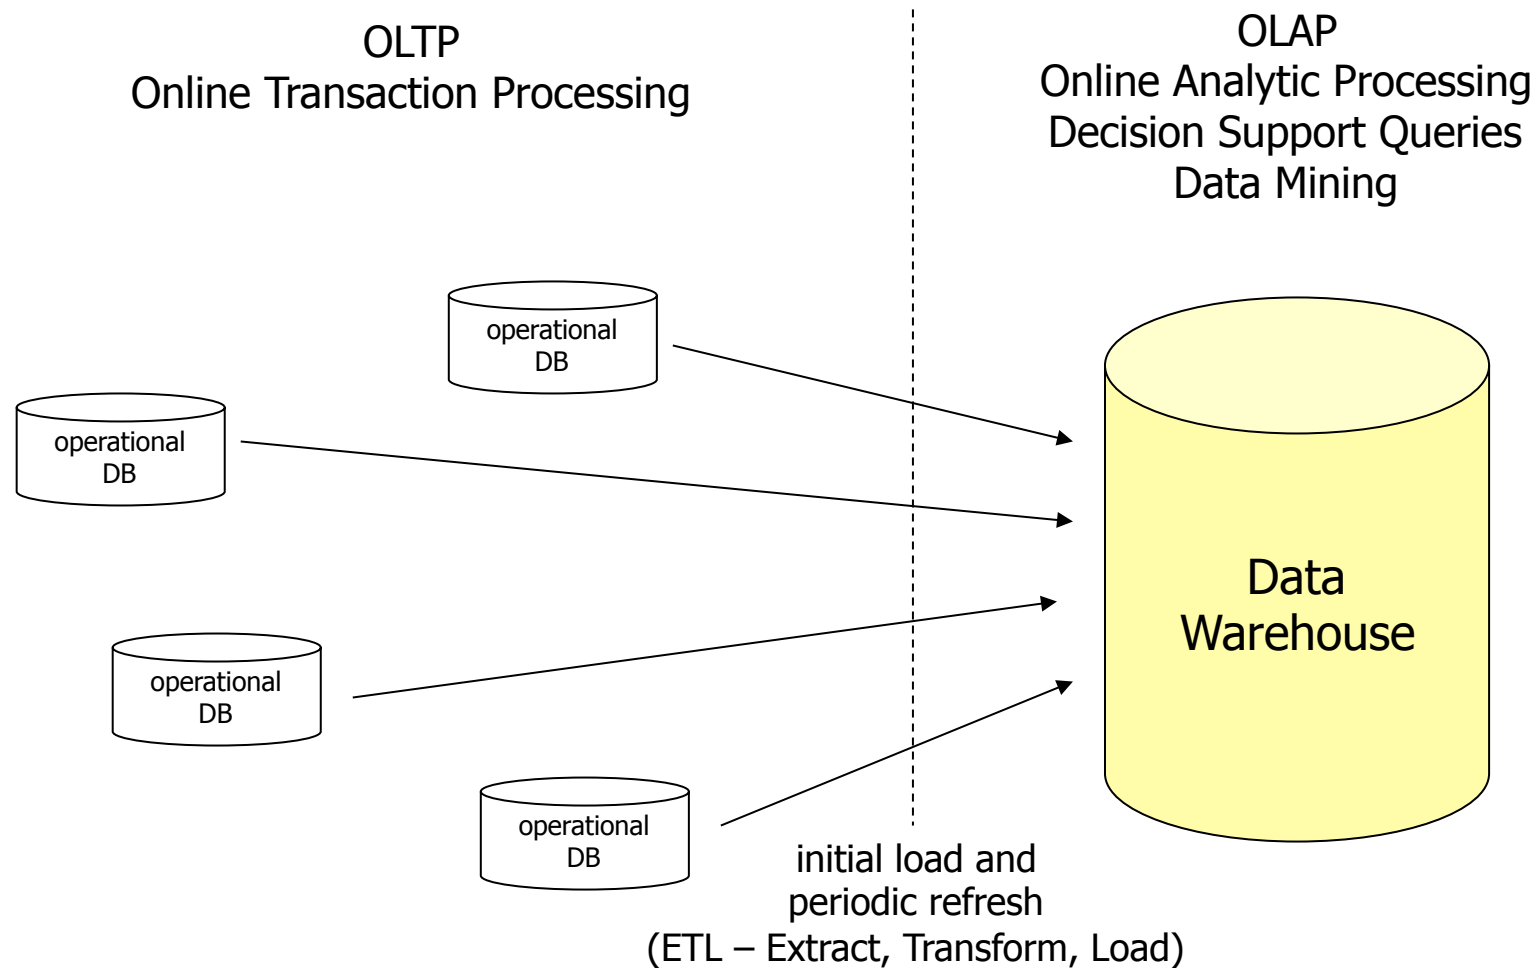 OLTP
Online Transaction Processing
OLAP
Online Analytic Processing
Decision Support Queries
Data Mining
operational
DB
operational
DB
operational
DB
operational
DB
Data
Warehouse
initial load and
periodic refresh
(ETL – Extract, Transform, Load)